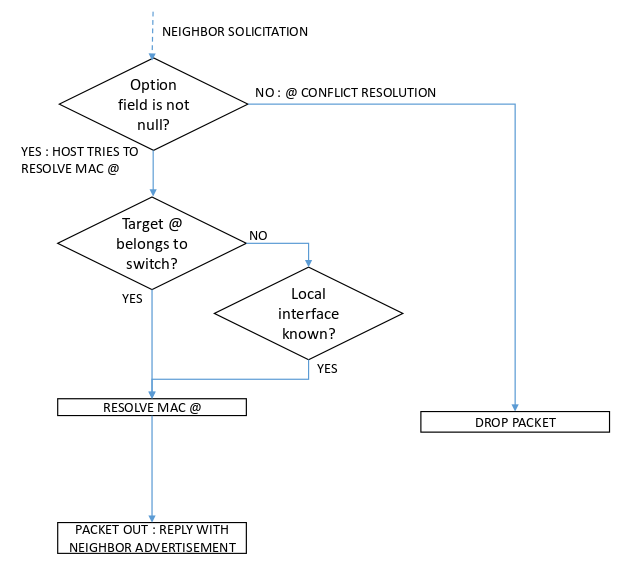 NEIGHBOR SOLICITATION
Option
field is not
null?
NO : @ CONFLICT RESOLUTION
YES : HOST TRIES TO
RESOLVE MAC @
Target @
belongs to
switch?
NO
YES
Local
interface
known?
YES
RESOLVE MAC @
DROP PACKET
PACKET OUT : REPLY WITH
NEIGHBOR ADVERTISEMENT